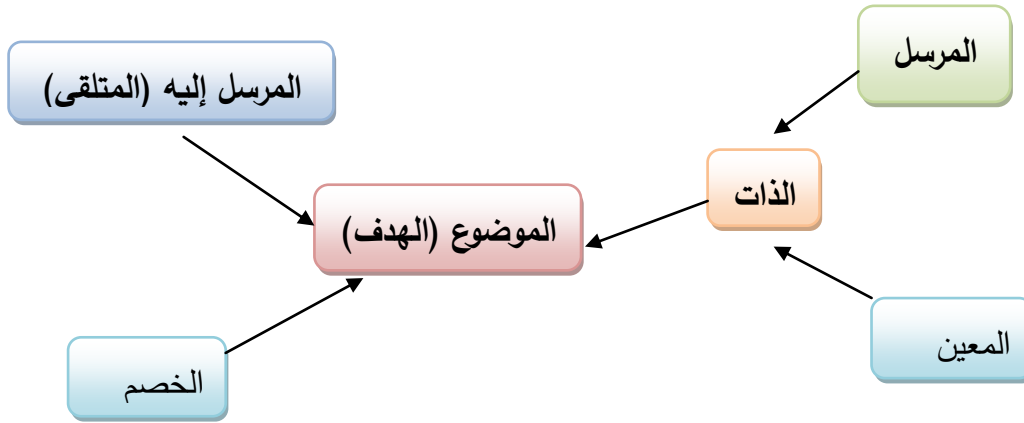 المرسل
المرسل إليه (المتلقى)
الذات
الموضوع (الهدف)
المعين
الخصم